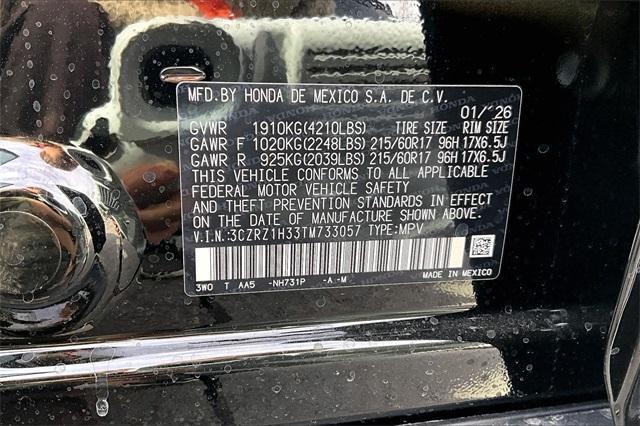 MFD.BY HONDA DE MEXICO S.A. DE C.V.
01/ 26
GVWR 1910KG(4210LBS) TIRE SIZE RIM SIZE
GAWR F 1020KG(2248LBS) 215/60R17 96H 17X6.5J
GAWR R 925KG(2039LBS) 215/60R17 96H 17X6.5J
THIS VEHICLE CONFORMS TO ALL APPLICABLE
FEDERAL MOTOR VEHICLE SAFETY
AND THEFT PREVENTION STANDARDS IN EFFECT
ON THE DATE OF MANUFACTURE SHOWN ABOVE.
V.I.N.:3CZRZ1H33TM733057 TYPE:MPV
3W0 T AA5 -NH731P -A -M MADE IN MEXICO